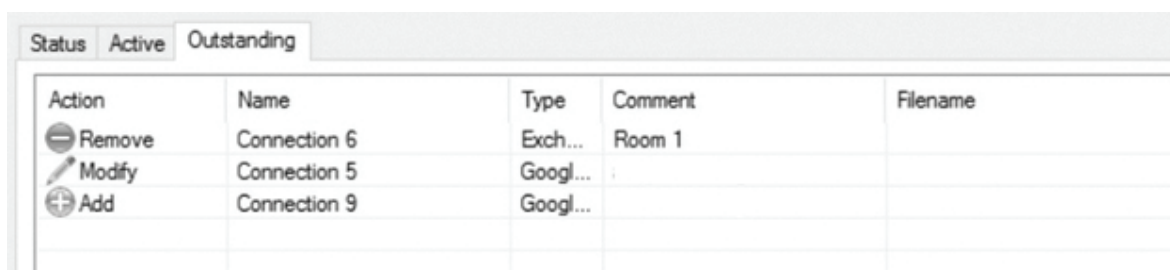 Status Active Outstanding
Action Name Type Comment Filename
Remove Connection 6 Exch... Room 1
Modify Connection 5 Googl...
Add Connection 9 Googl...